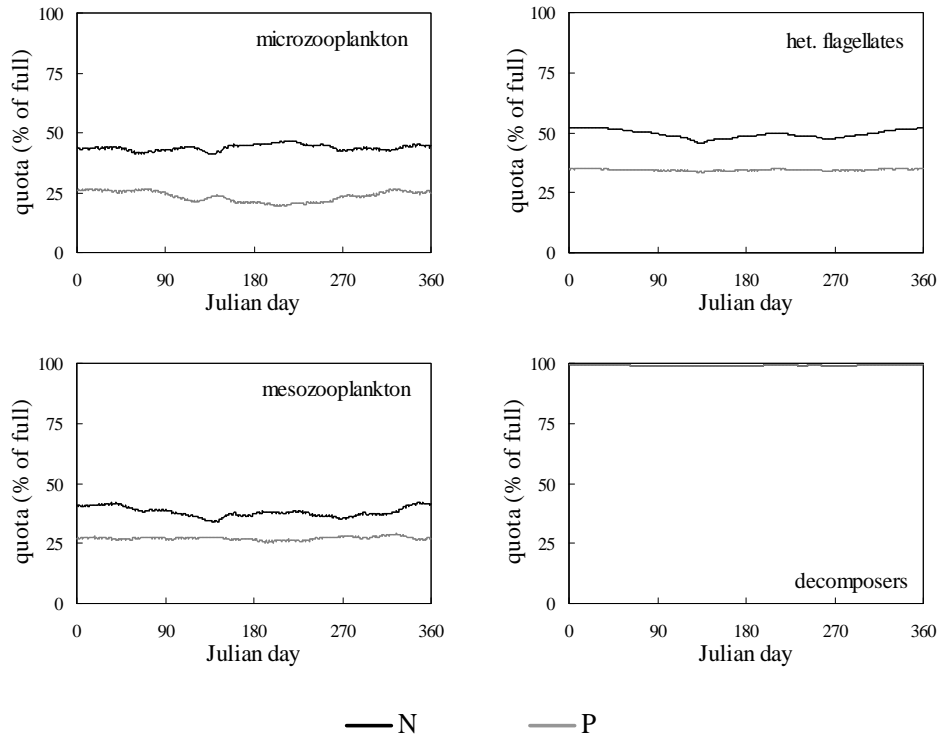 100
75
50
25
0
quota (% of full)
microzooplankton
0 90 180 270 360
Julian day
100
75
50
25
0
quota (% of full)
het. flagellates
0 90 180 270 360
Julian day
100
75
50
25
0
quota (% of full)
mesozooplankton
0 90 180 270 360
Julian day
100
75
50
25
0
quota (% of full)
decomposers
0 90 180 270 360
Julian day
N P